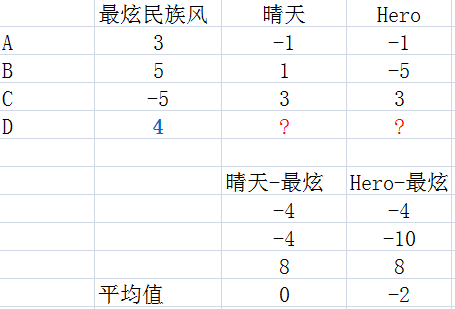 最炫民族风 晴天 Hero
A 3 -1 -1
B 5 1 -5
C -5 3 3
D 4 ? ?
晴天-最炫 Hero-最炫
-4 -4
-4 -10
8 8
平均值 0 -2